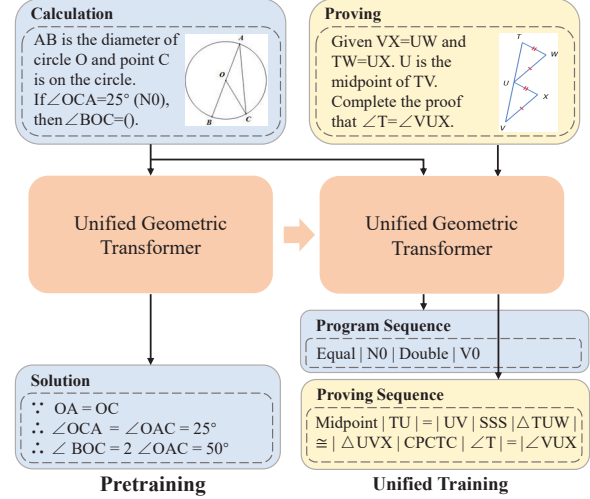 Calculation
AB is the diameter of
circle O and point C
is on the circle.
If∠OCA=25° (N0),
then∠BOC=().
A
O
B
C
Proving
Given VX=UW and
TW=UX. U is the
midpoint of TV.
Complete the proof
that ∠T=∠VUX.
T
W
U
X
V
Unified Geometric
Transformer
Unified Geometric
Transformer
Program Sequence
Equal | N0 | Double | V0
Solution
∵ OA = OC
∴ ∠OCA = ∠OAC = 25°
∴ ∠ BOC = 2 ∠OAC = 50°
Proving Sequence
Midpoint | TU | = | UV | SSS |△TUW |
≅ | △UVX | CPCTC | ∠T | = |∠VUX
Pretraining
Unified Training